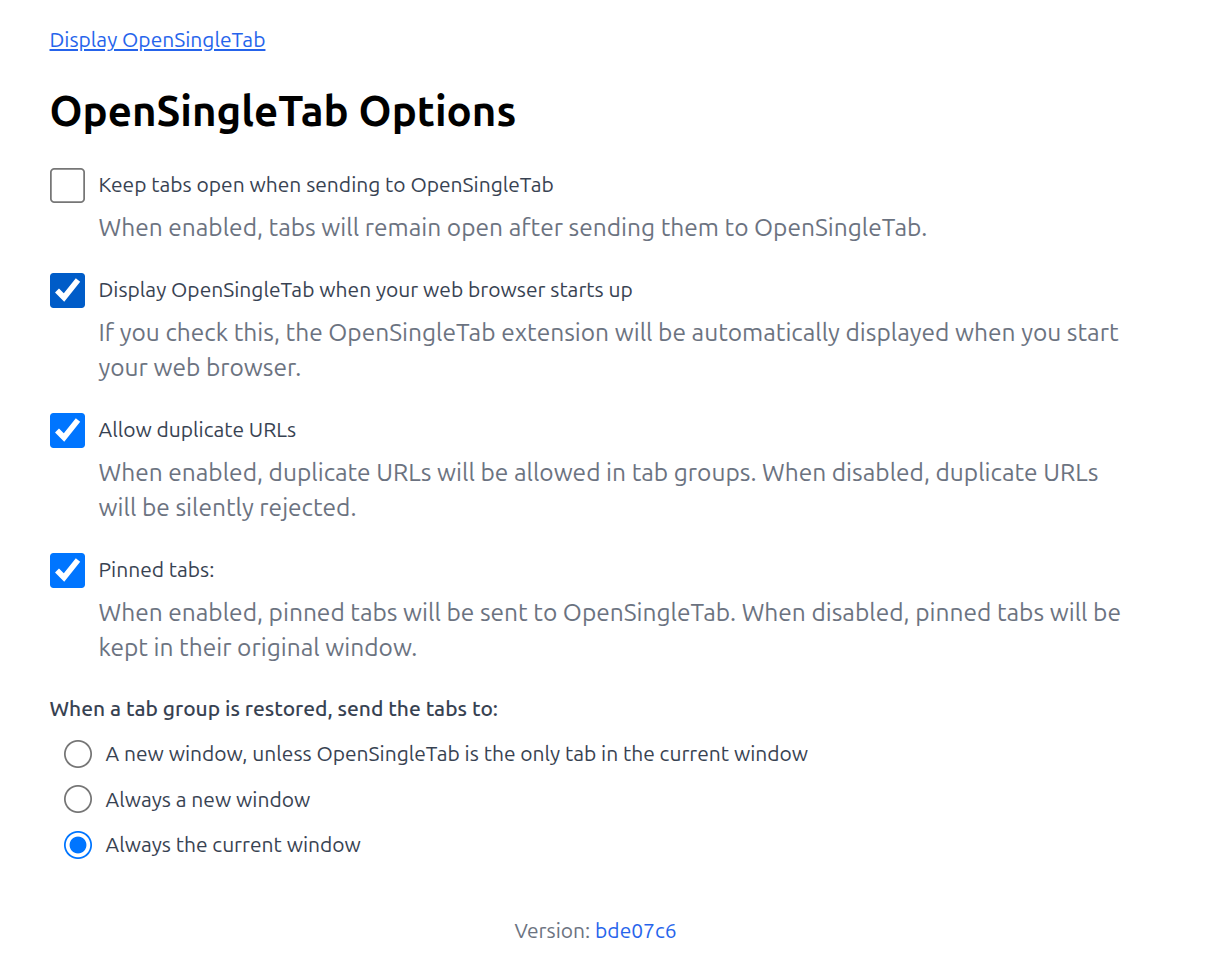 Display OpenSingleTab
OpenSingleTab Options
Keep tabs open when sending to OpenSingleTab
When enabled, tabs will remain open after sending them to OpenSingleTab.
Display OpenSingleTab when your web browser starts up
If you check this, the OpenSingleTab extension will be automatically displayed when you start
your web browser.
Allow duplicate URLs
When enabled, duplicate URLs will be allowed in tab groups. When disabled, duplicate URLs
will be silently rejected.
Pinned tabs:
When enabled, pinned tabs will be sent to OpenSingleTab. When disabled, pinned tabs will be
kept in their original window.
When a tab group is restored, send the tabs to:
A new window, unless OpenSingleTab is the only tab in the current window
Always a new window
Always the current window
Version: bde07c6